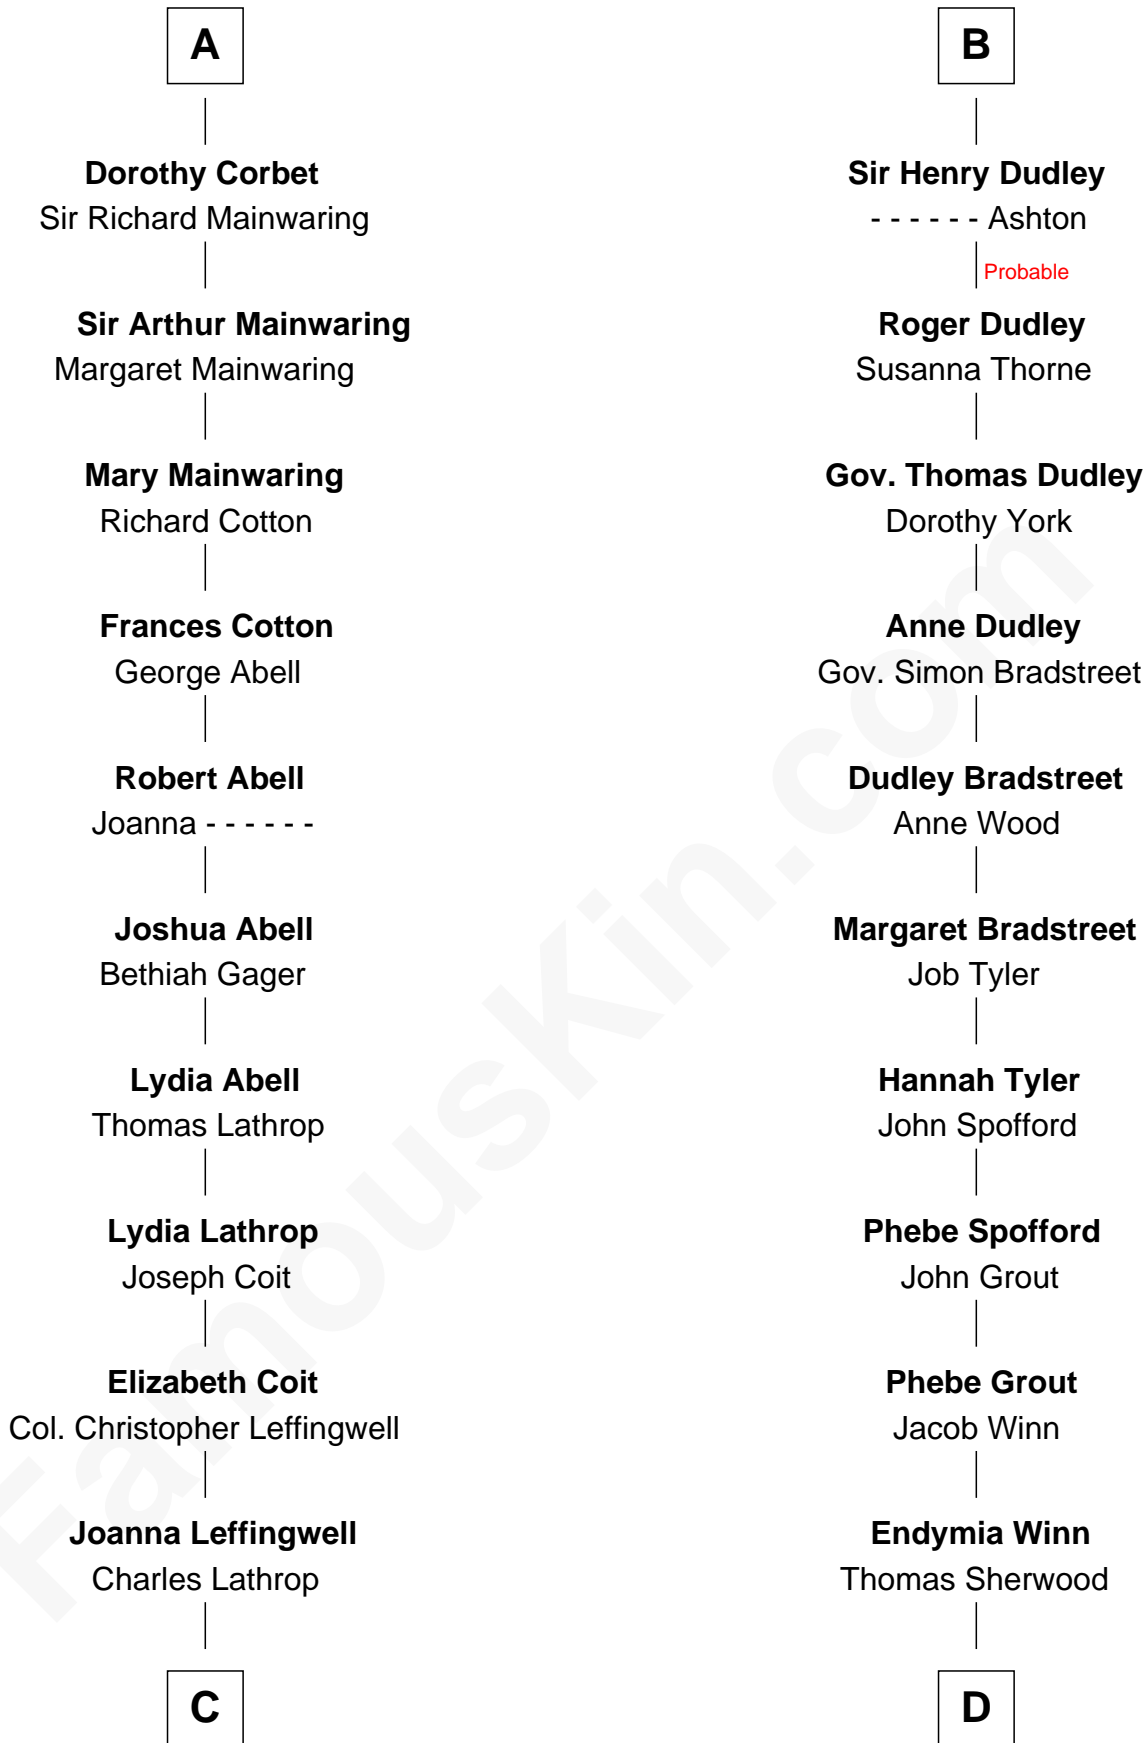 A
Dorothy Corbet
Sir Richard Mainwaring
Sir Arthur Mainwaring
Margaret Mainwaring
Mary Mainwaring
Richard Cotton
Frances Cotton
George Abell
Robert Abell
Joanna - - - - - -
Joshua Abell
Bethiah Gager
Lydia Abell
Thomas Lathrop
Lydia Lathrop
Joseph Coit
Elizabeth Coit
Col. Christopher Leffingwell
Joanna Leffingwell
Charles Lathrop
C
B
Sir Henry Dudley
- - - - - - Ashton
Probable
Roger Dudley
Susanna Thorne
Gov. Thomas Dudley
Dorothy York
Anne Dudley
Gov. Simon Bradstreet
Dudley Bradstreet
Anne Wood
Margaret Bradstreet
Job Tyler
Hannah Tyler
John Spofford
Phebe Spofford
John Grout
Phebe Grout
Jacob Winn
Endymia Winn
Thomas Sherwood
D
FamousKin.com